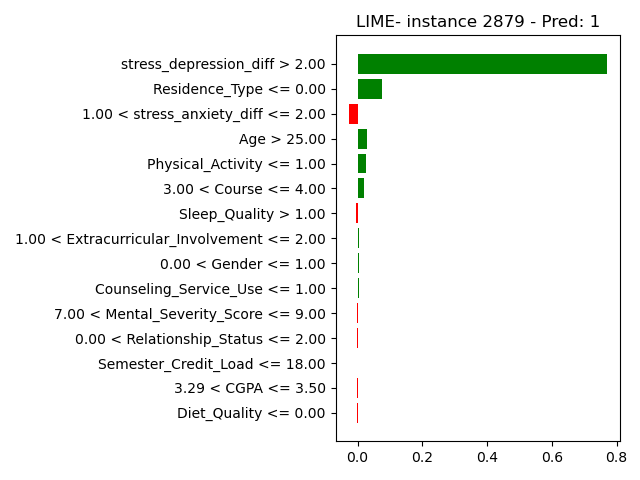 LIME- instance 2879 - Pred: 1
stress_depression_diff > 2.00
Residence_Type <= 0.00
1.00 < stress_anxiety_diff <= 2.00
Age > 25.00
Physical_Activity <= 1.00
3.00 < Course <= 4.00
Sleep_Quality > 1.00
1.00 < Extracurricular_Involvement <= 2.00
0.00 < Gender <= 1.00
Counseling_Service_Use <= 1.00
7.00 < Mental_Severity_Score <= 9.00
0.00 < Relationship_Status <= 2.00
Semester_Credit_Load <= 18.00
3.29 < CGPA <= 3.50
Diet_Quality <= 0.00
0.0 0.2 0.4 0.6 0.8